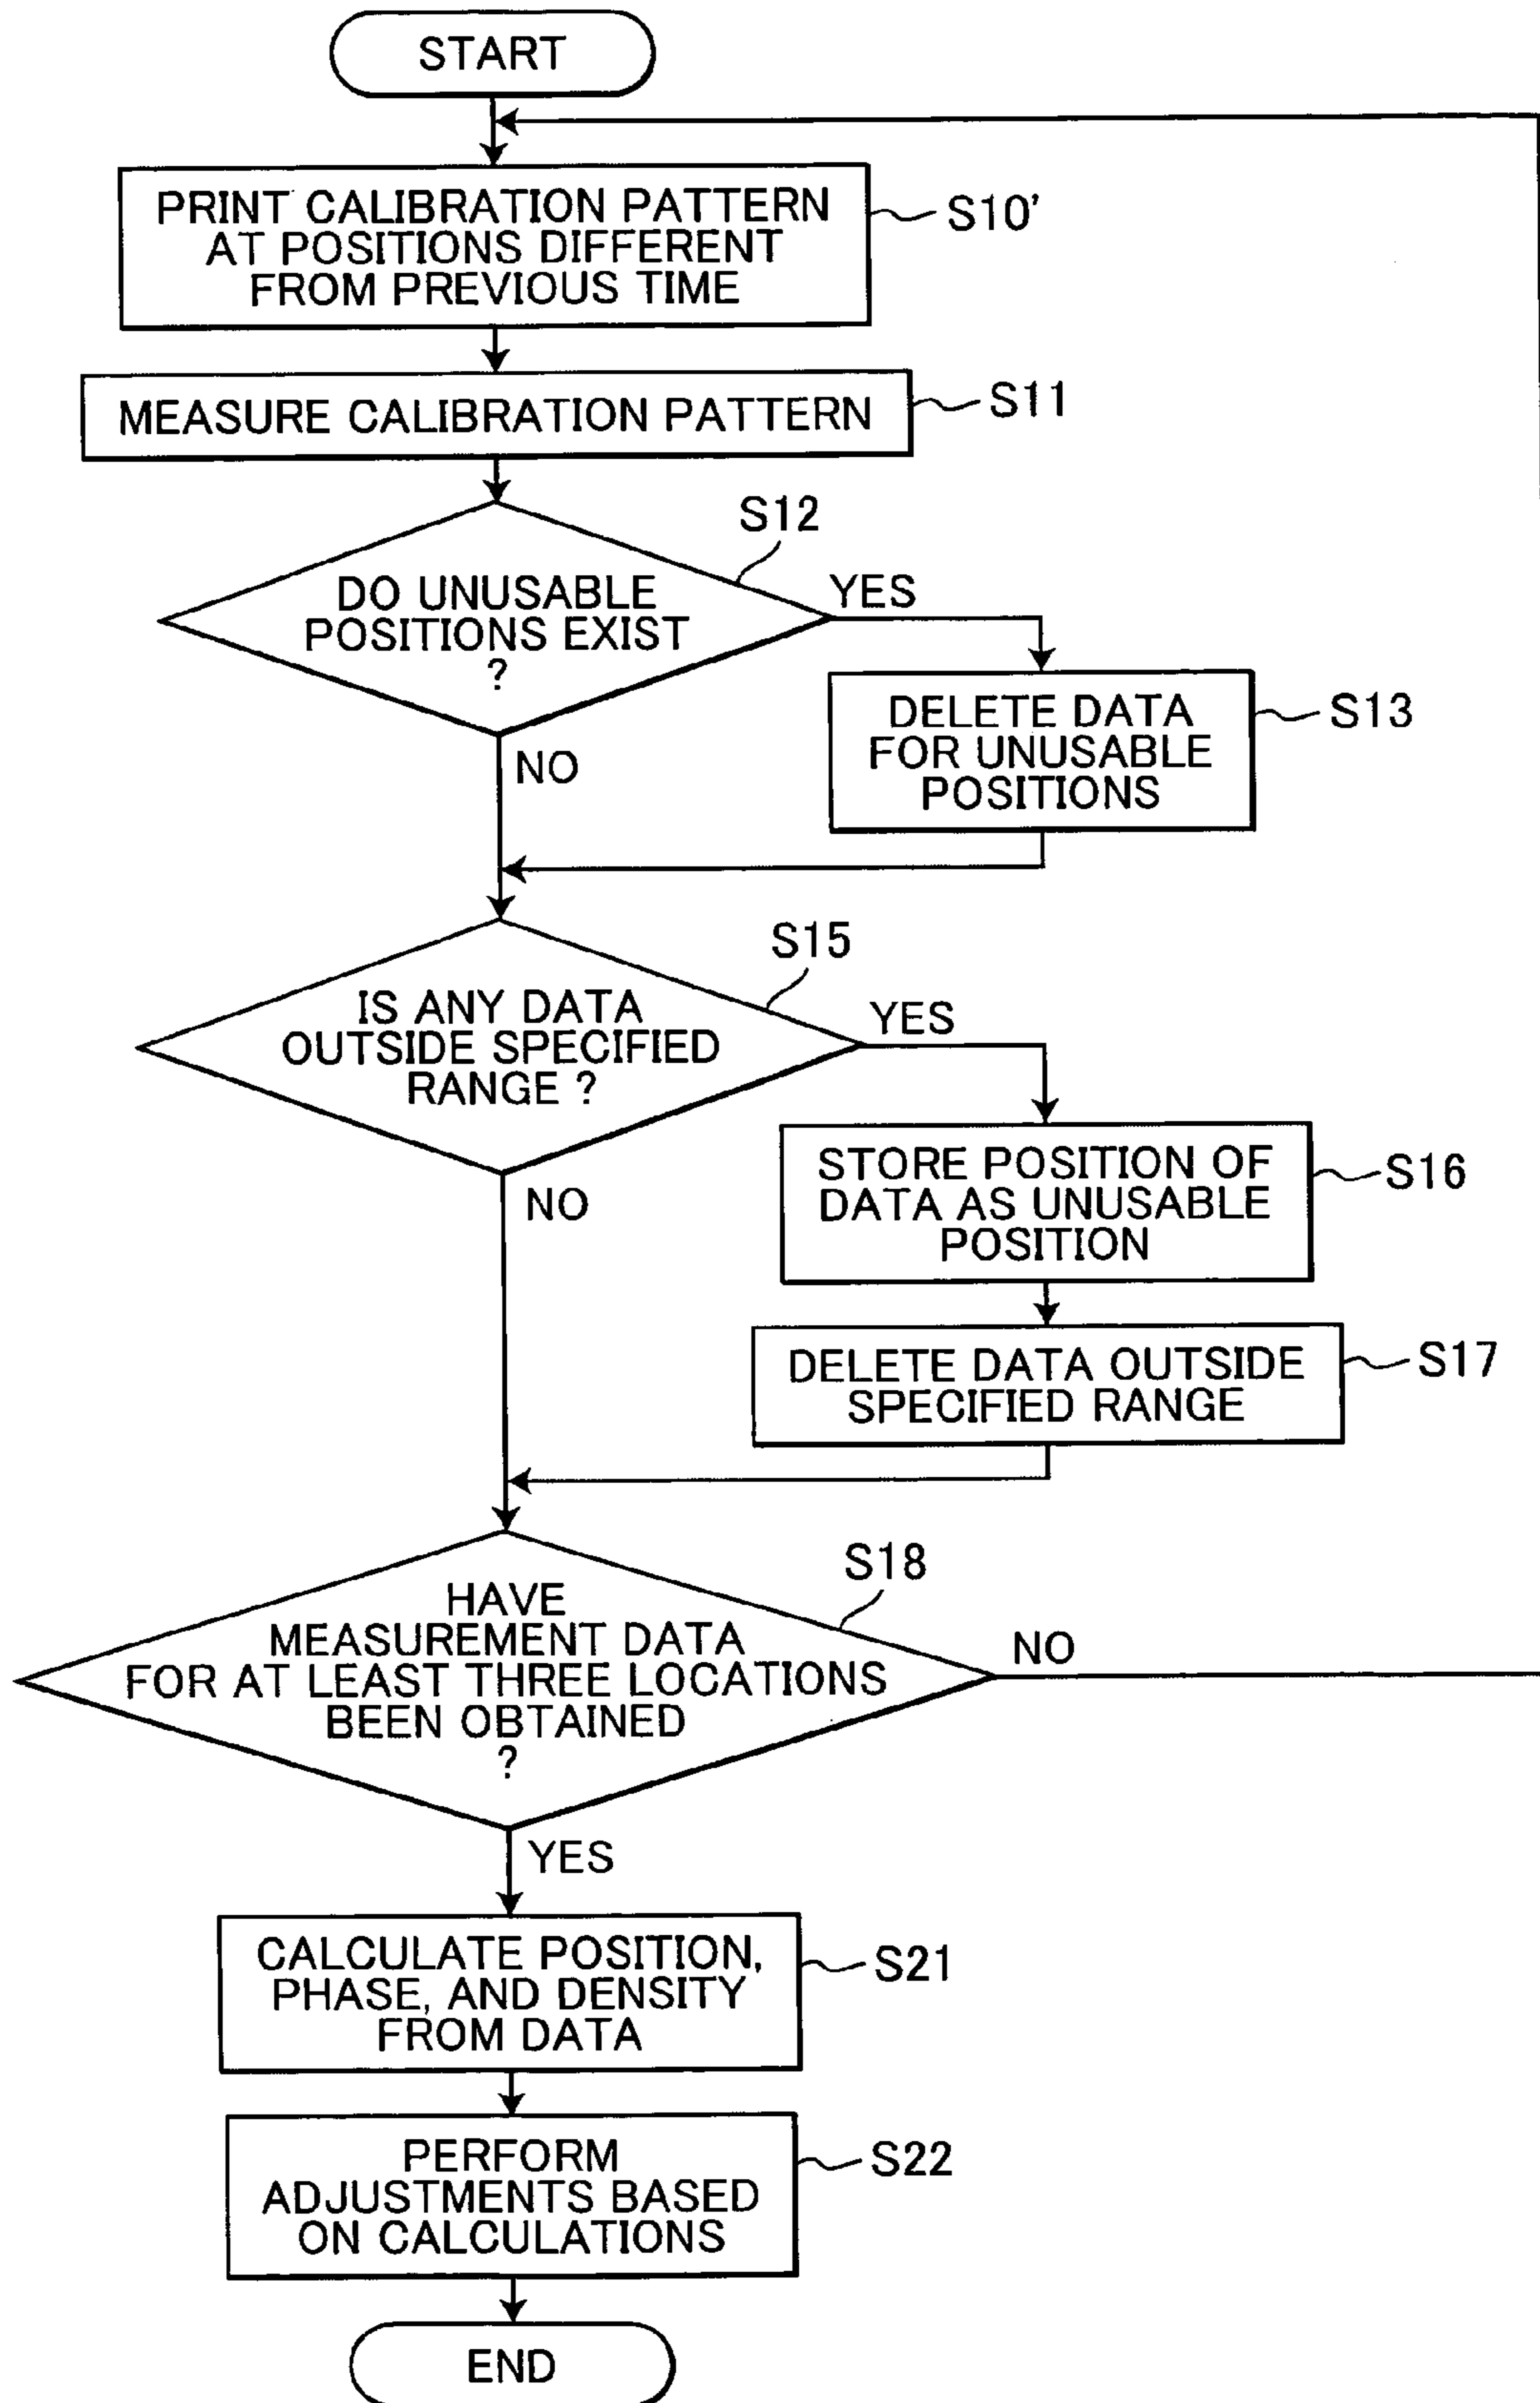 START
PRINT CALIBRATION PATTERN
AT POSITIONS DIFFERENT
FROM PREVIOUS TIME
S10'
MEASURE CALIBRATION PATTERN
S11
S12
DO UNUSABLE
POSITIONS EXIST
?
YES
NO
DELETE DATA
FOR UNUSABLE
POSITIONS
S13
S15
IS ANY DATA
OUTSIDE SPECIFIED
RANGE ?
YES
NO
STORE POSITION OF
DATA AS UNUSABLE
POSITION
S16
DELETE DATA OUTSIDE
SPECIFIED RANGE
S17
S18
HAVE
MEASUREMENT DATA
FOR AT LEAST THREE LOCATIONS
BEEN OBTAINED
?
NO
YES
CALCULATE POSITION,
PHASE, AND DENSITY
FROM DATA
S21
PERFORM
ADJUSTMENTS BASED
ON CALCULATIONS
S22
END